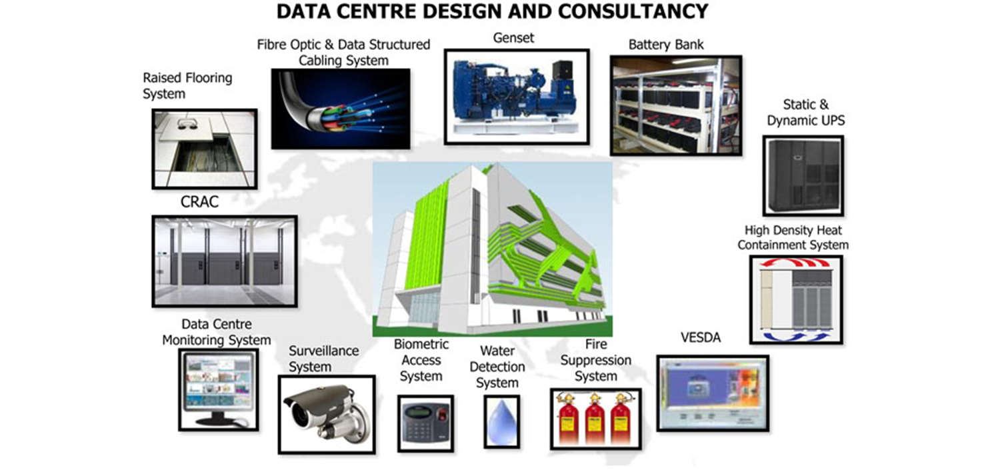 DATA CENTRE DESIGN AND CONSULTANCY
Genset
Fibre Optic & Data Structured
Cabling System
Battery Bank
Raised Flooring
System
Static &
Dynamic UPS
CRAC
High Density Heat
Containment System
Data Centre
Monitoring System
Surveillance
System
Biometric
Access
System
Water
Detection
System
Fire
Suppression
System
VESDA